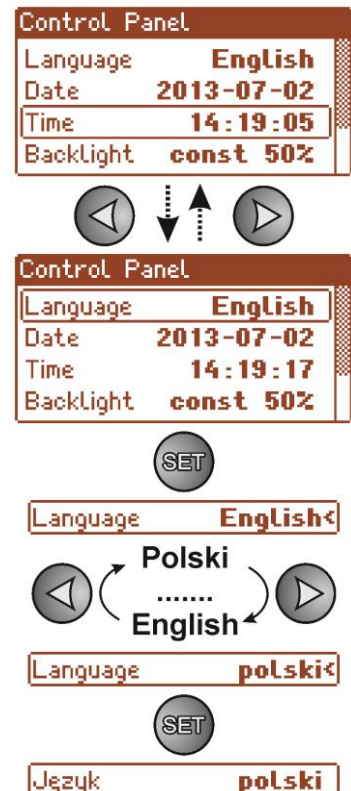 Control Panel
Language English
Date 2013-07-02
Time 14:19:05
Backlight const 50%
Control Panel
Language English
Date 2013-07-02
Time 14:19:17
Backlight const 50%
SET
Language English<
Polski
.......
English
Language polski<
SET
Język polski